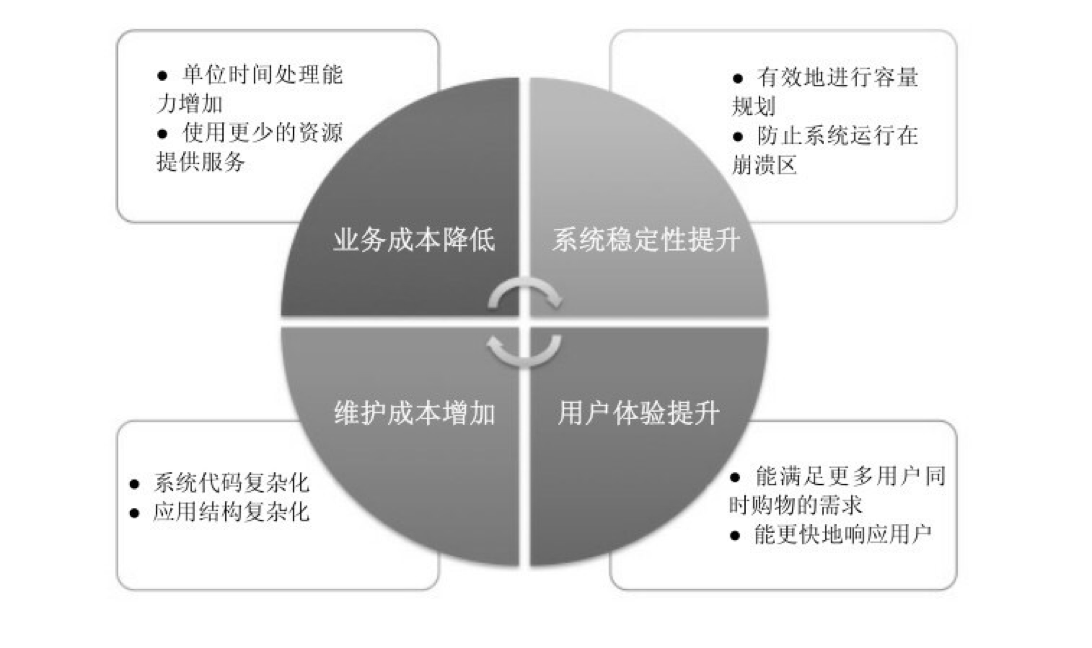 ● 单位时间处理能
力增加
● 使用更少的资源
提供服务
● 有效地进行容量
规划
● 防止系统运行在
崩溃区
业务成本降低
系统稳定性提升
维护成本增加
用户体验提升
● 系统代码复杂化
● 应用结构复杂化
● 能满足更多用户同
时购物的需求
● 能更快地响应用户